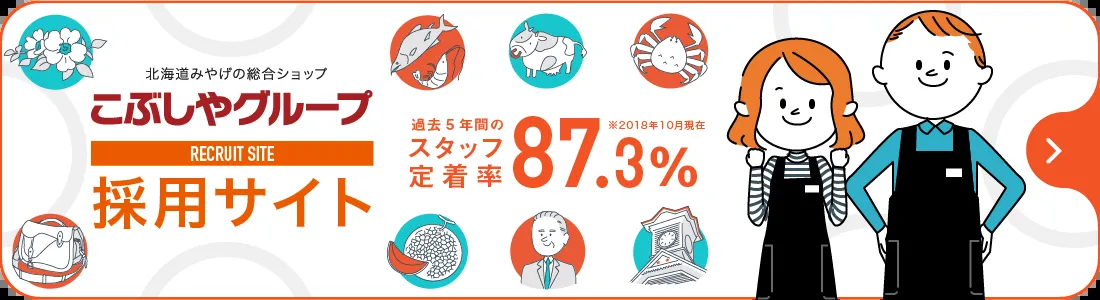 北海道みやげの総合ショップ
こぶしやグループ
RECRUIT SITE
採用サイト
過去5年間の
スタッフ
定着率
87.3%
※2018年10月現在